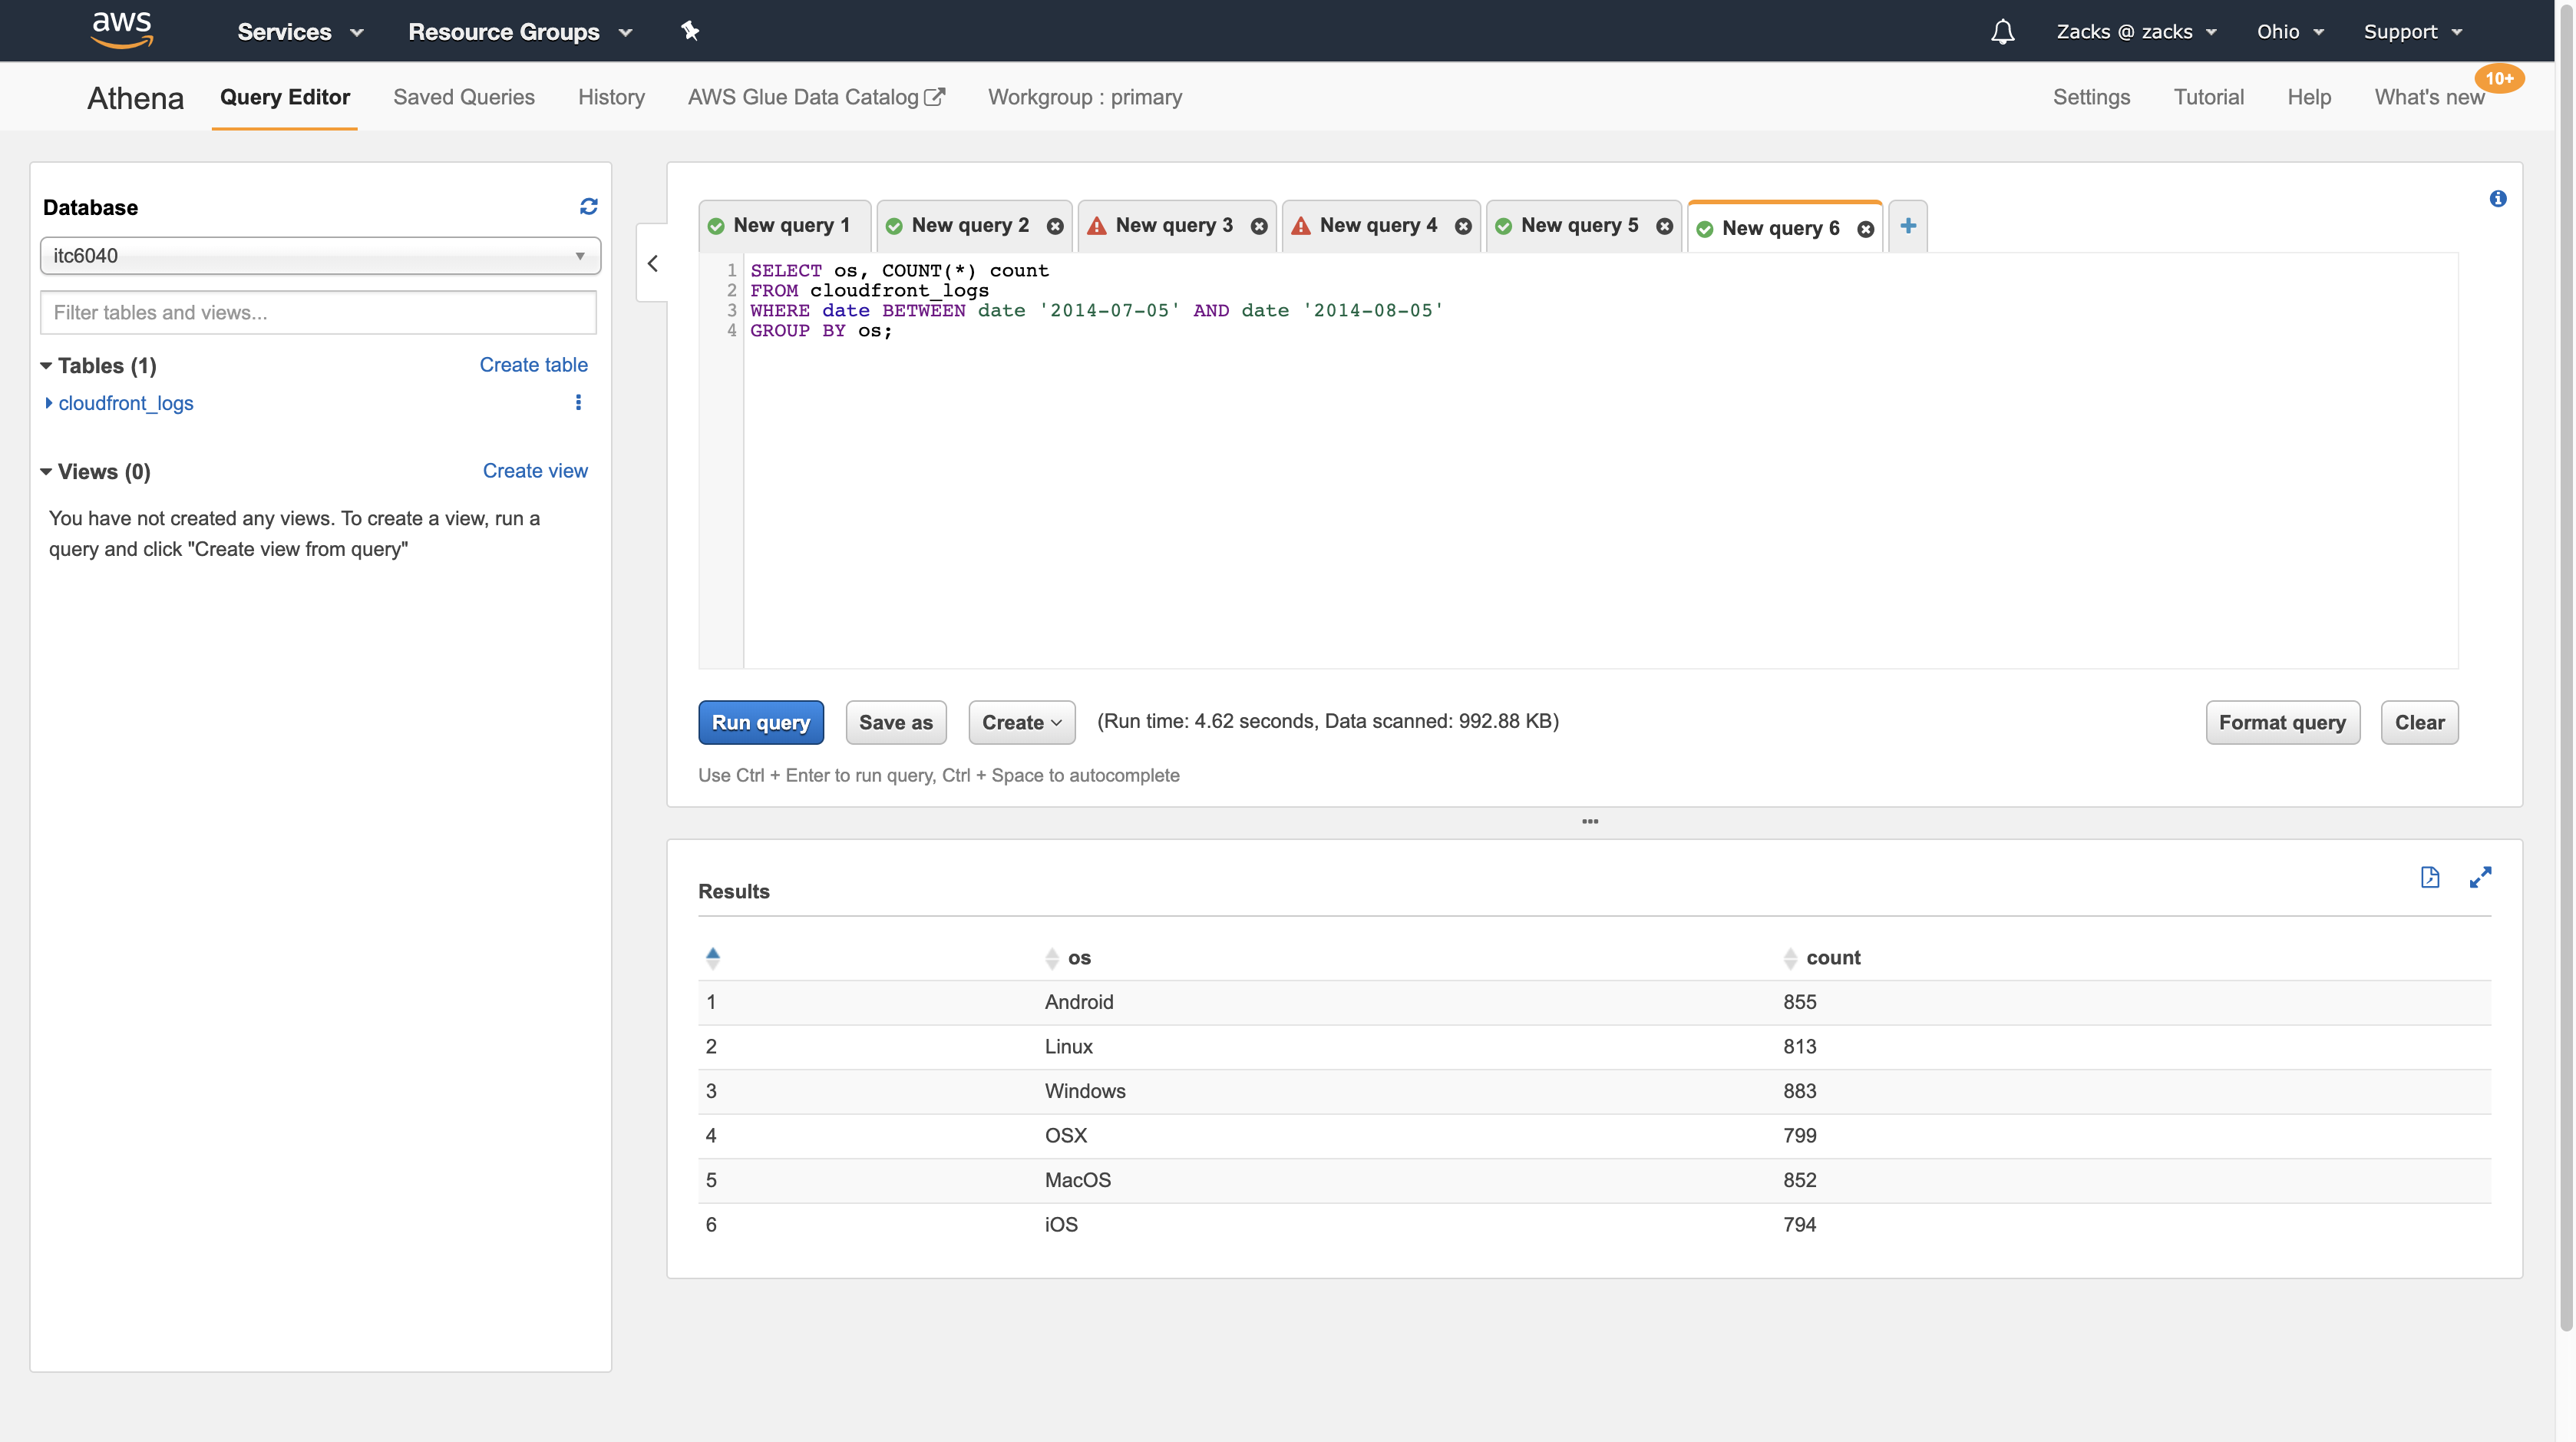 aws Services Resource Groups Zacks @ zacks Ohio Support
Athena Query Editor Saved Queries History AWS Glue Data Catalog Workgroup : primary Settings Tutorial Help What's new 10+
Database
itc6040
Filter tables and views...
Tables (1) Create table
cloudfront_logs
Views (0) Create view
You have not created any views. To create a view, run a
query and click "Create view from query"
New query 1 New query 2 New query 3 New query 4 New query 5 New query 6
1 SELECT os, COUNT(*) count
2 FROM cloudfront_logs
3 WHERE date BETWEEN date '2014-07-05' AND date '2014-08-05'
4 GROUP BY os;
Run query Save as Create (Run time: 4.62 seconds, Data scanned: 992.88 KB) Format query Clear
Use Ctrl + Enter to run query, Ctrl + Space to autocomplete
Results
os count
1 Android 855
2 Linux 813
3 Windows 883
4 OSX 799
5 MacOS 852
6 iOS 794